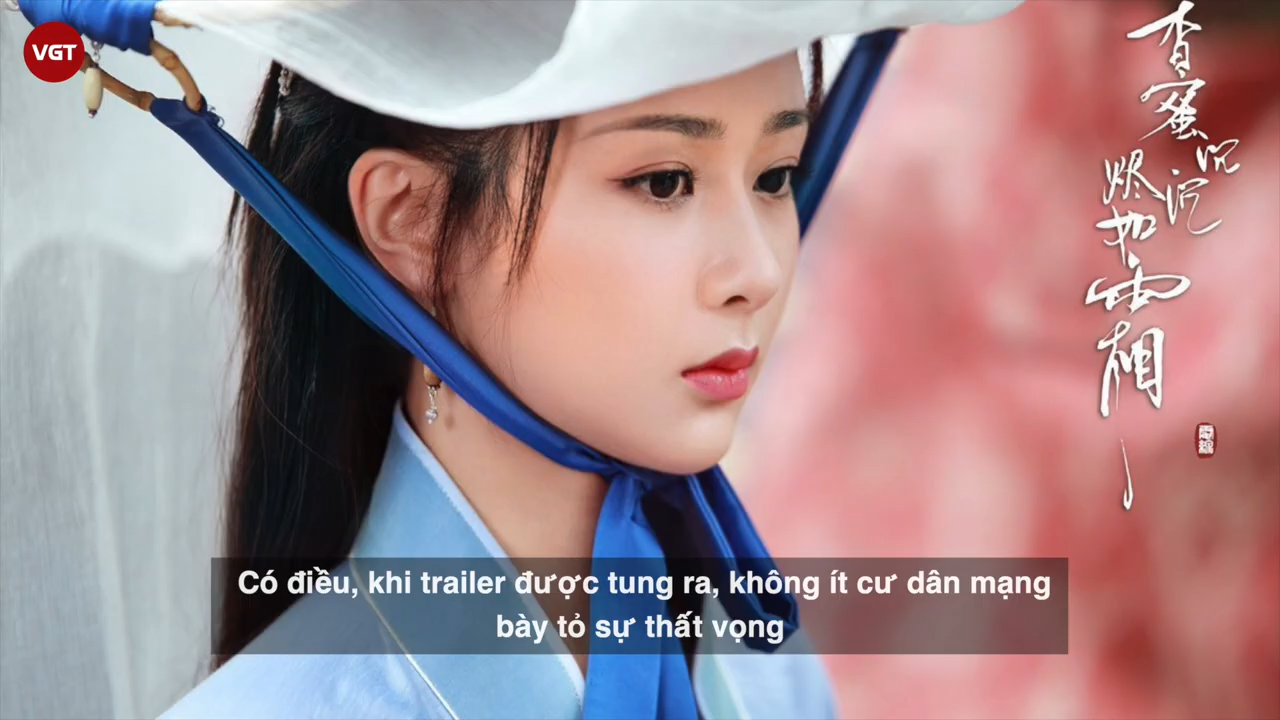 VGT
香蜜沉沉
烬如霜
Có điều, khi trailer được tung ra, không ít cư dân mạng
bày tỏ sự thất vọng